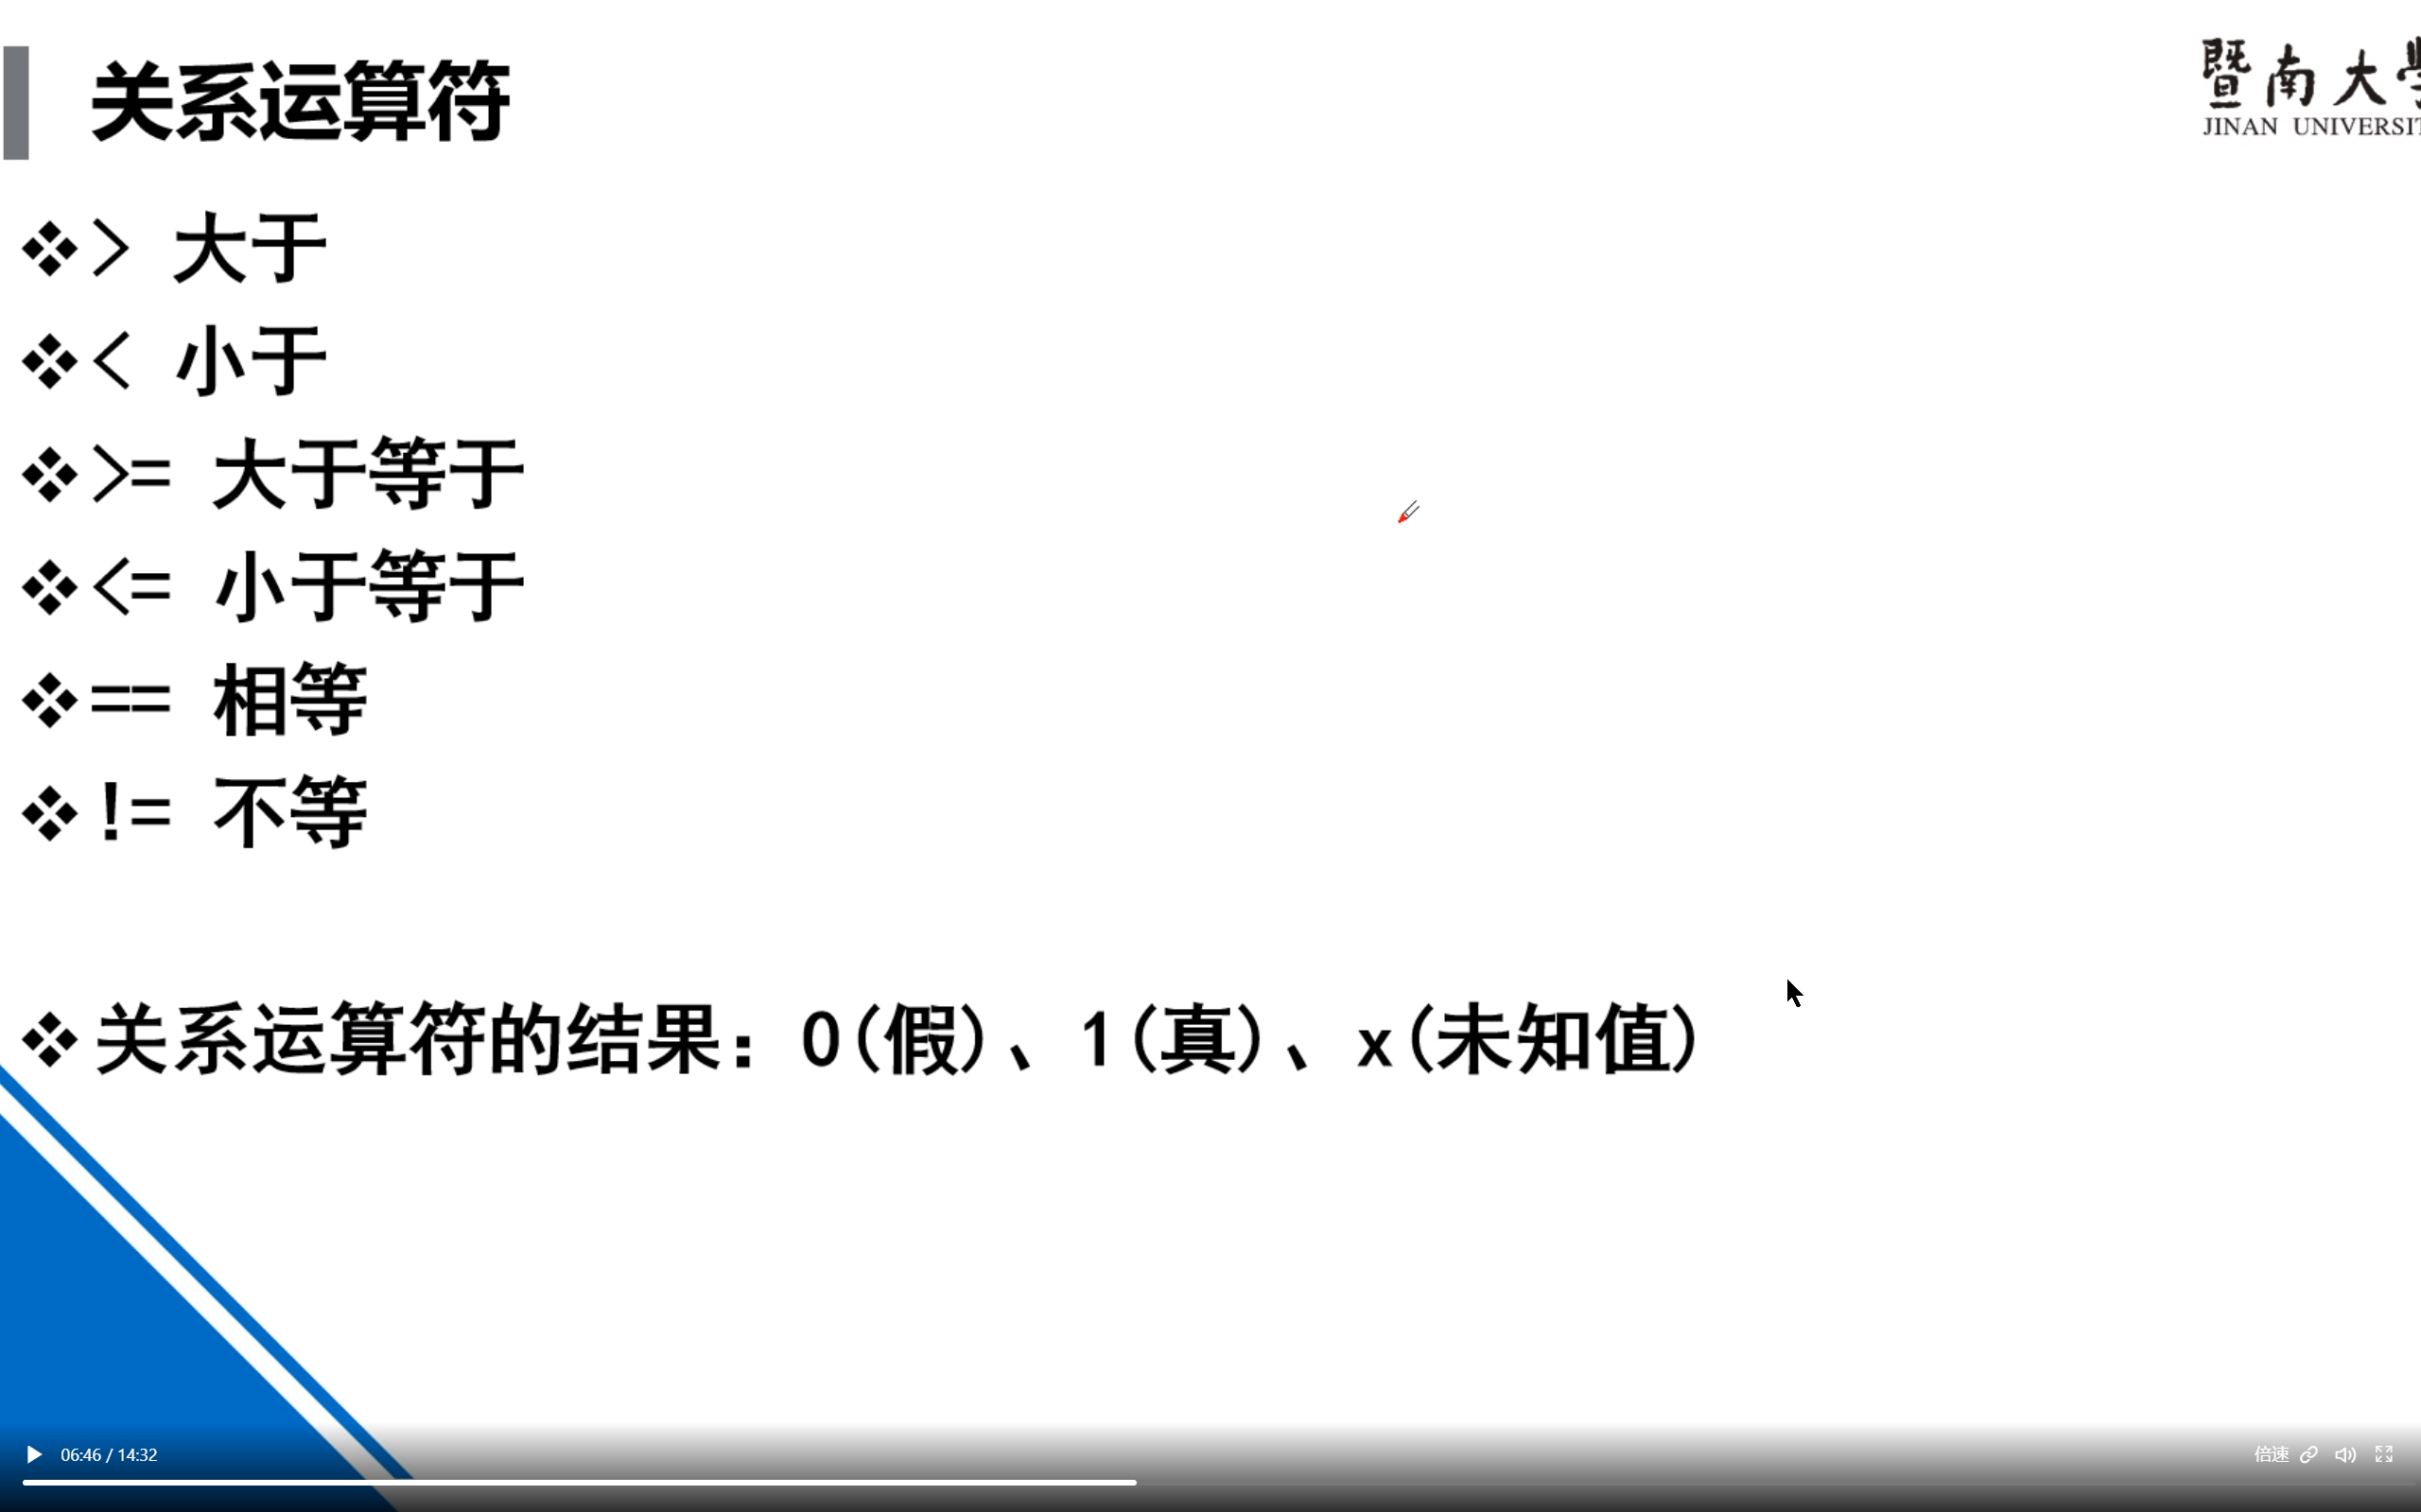 关系运算符
暨南大
JINAN UNIVERSIT
> 大于
< 小于
>= 大于等于
<= 小于等于
== 相等
!= 不等
关系运算符的结果：0(假)、1(真)、x(未知值)
06:46 / 14:32
倍速